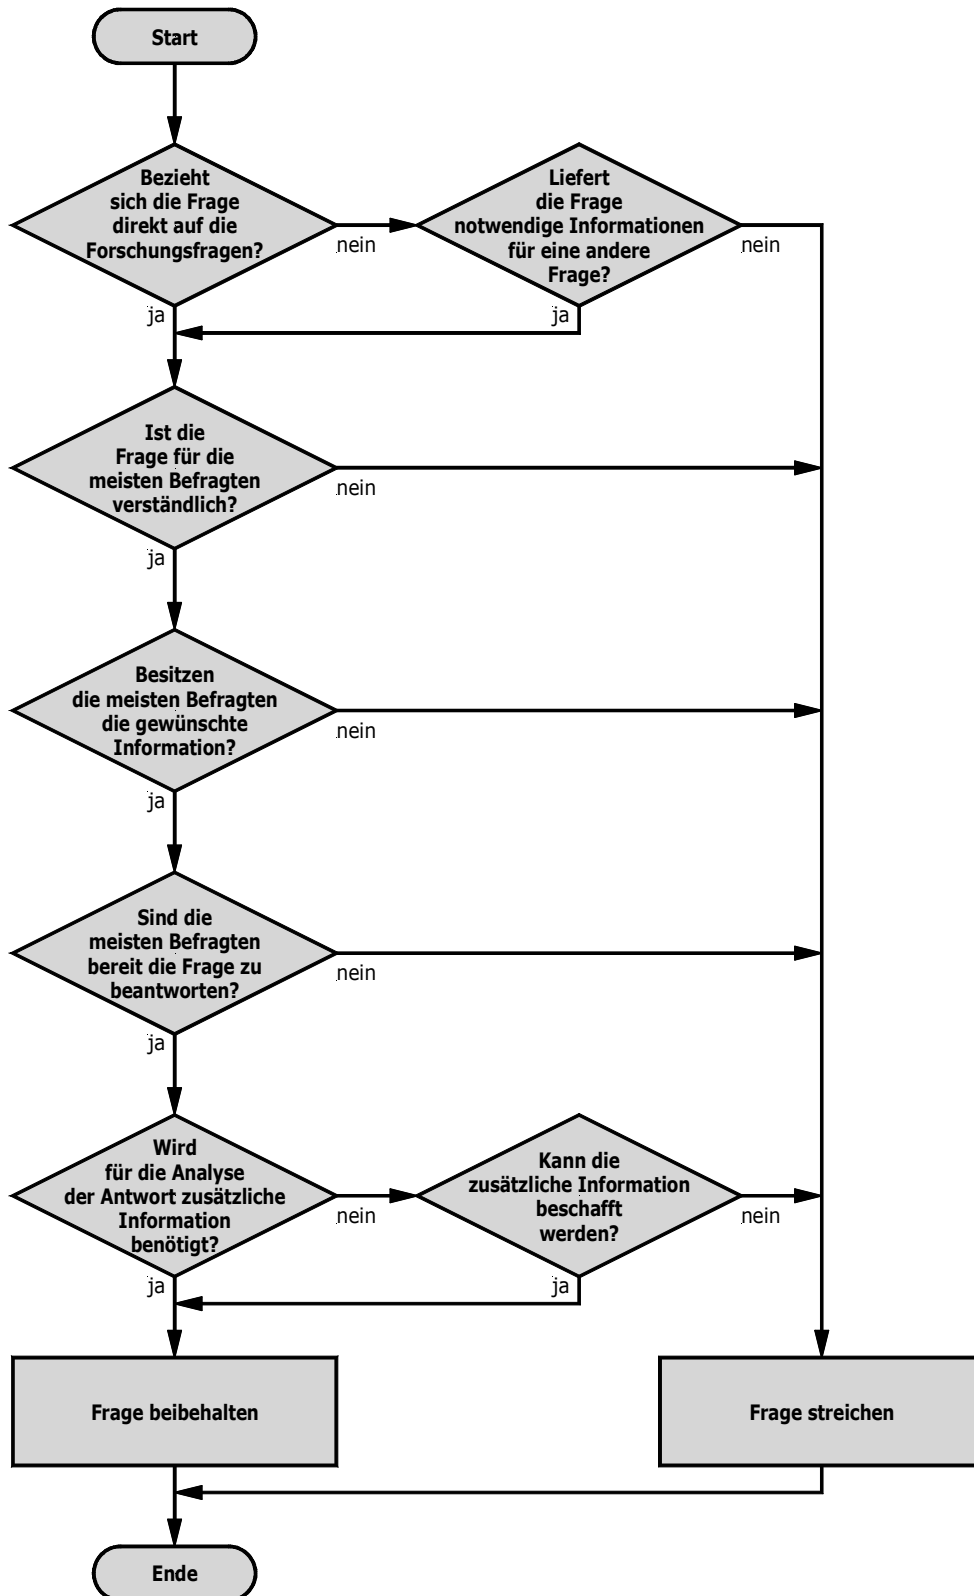 Start
Bezieht
sich die Frage
direkt auf die
Forschungsfragen?
nein
ja
Liefert
die Frage
notwendige Informationen
für eine andere
Frage?
nein
ja
Ist die
Frage für die
meisten Befragten
verständlich?
nein
ja
Besitzen
die meisten Befragten
die gewünschte
Information?
nein
ja
Sind die
meisten Befragten
bereit die Frage zu
beantworten?
nein
ja
Wird
für die Analyse
der Antwort zusätzliche
Information
benötigt?
nein
ja
Kann die
zusätzliche Information
beschafft
werden?
nein
ja
Frage beibehalten
Frage streichen
Ende